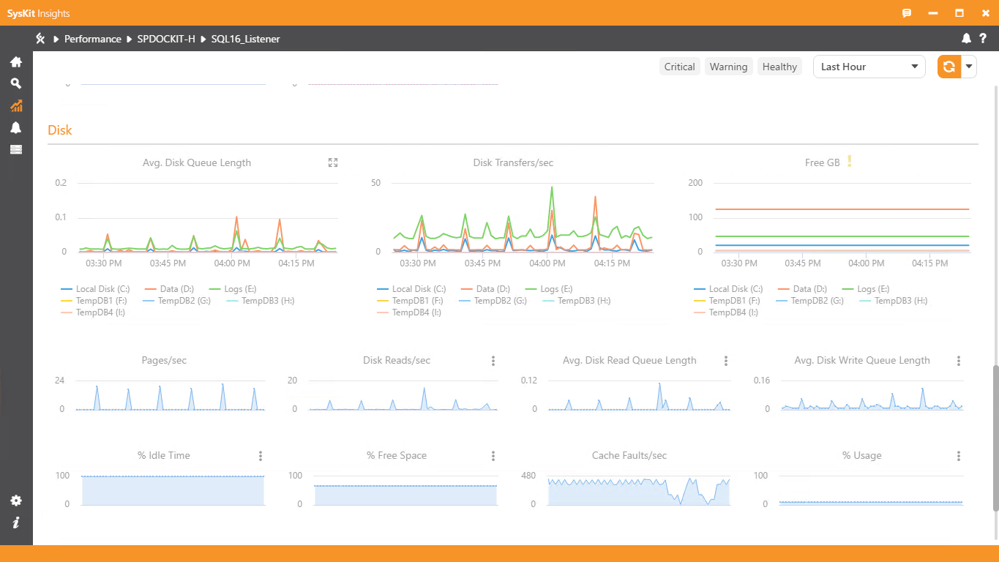 SysKit Insights
Performance SPDOCKIT-H SQL16_Listener
?
Critical Warning Healthy Last Hour
0 0
Disk
Avg. Disk Queue Length
0.2
0.1
0
03:30 PM 03:45 PM 04:00 PM 04:15 PM
Local Disk (C:) Data (D:) Logs (E:)
TempDB1 (F:) TempDB2 (G:) TempDB3 (H:)
TempDB4 (I:)
Disk Transfers/sec
50
0
03:30 PM 03:45 PM 04:00 PM 04:15 PM
Local Disk (C:) Data (D:) Logs (E:)
TempDB1 (F:) TempDB2 (G:) TempDB3 (H:)
TempDB4 (I:)
Free GB !
200
100
0
03:30 PM 03:45 PM 04:00 PM 04:15 PM
Local Disk (C:) Data (D:) Logs (E:)
TempDB1 (F:) TempDB2 (G:) TempDB3 (H:)
TempDB4 (I:)
Pages/sec
24
0
Disk Reads/sec
20
0
Avg. Disk Read Queue Length
0.12
0
Avg. Disk Write Queue Length
0.16
0
% Idle Time
100
0
% Free Space
100
0
Cache Faults/sec
480
0
% Usage
100
0
i